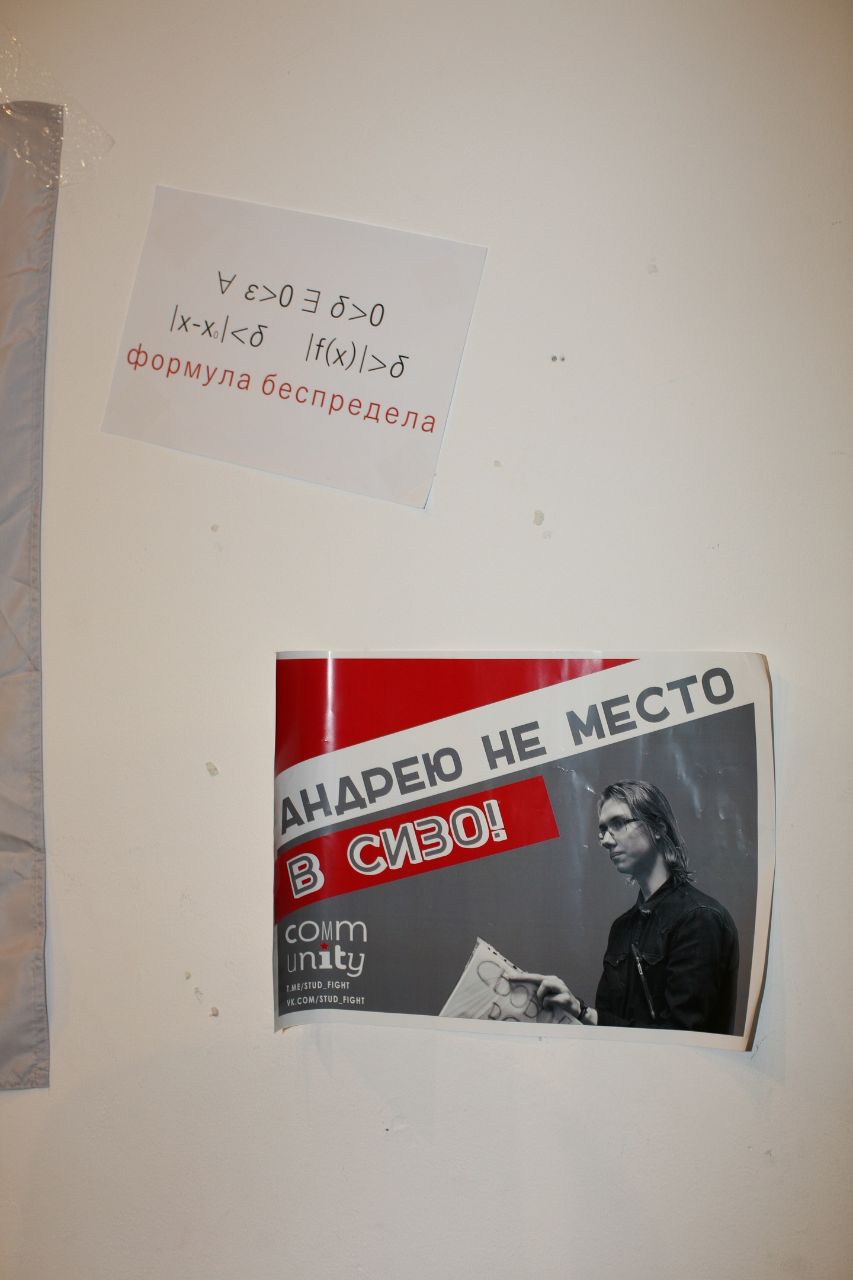 ∀ ε>0 ∃ δ>0
|x-x₀|<δ |f(x)|>δ
формула беспредела
АНДРЕЮ НЕ МЕСТО
В СИЗО!
comm
unity
T.ME/STUD_FIGHT
VK.COM/STUD_FIGHT